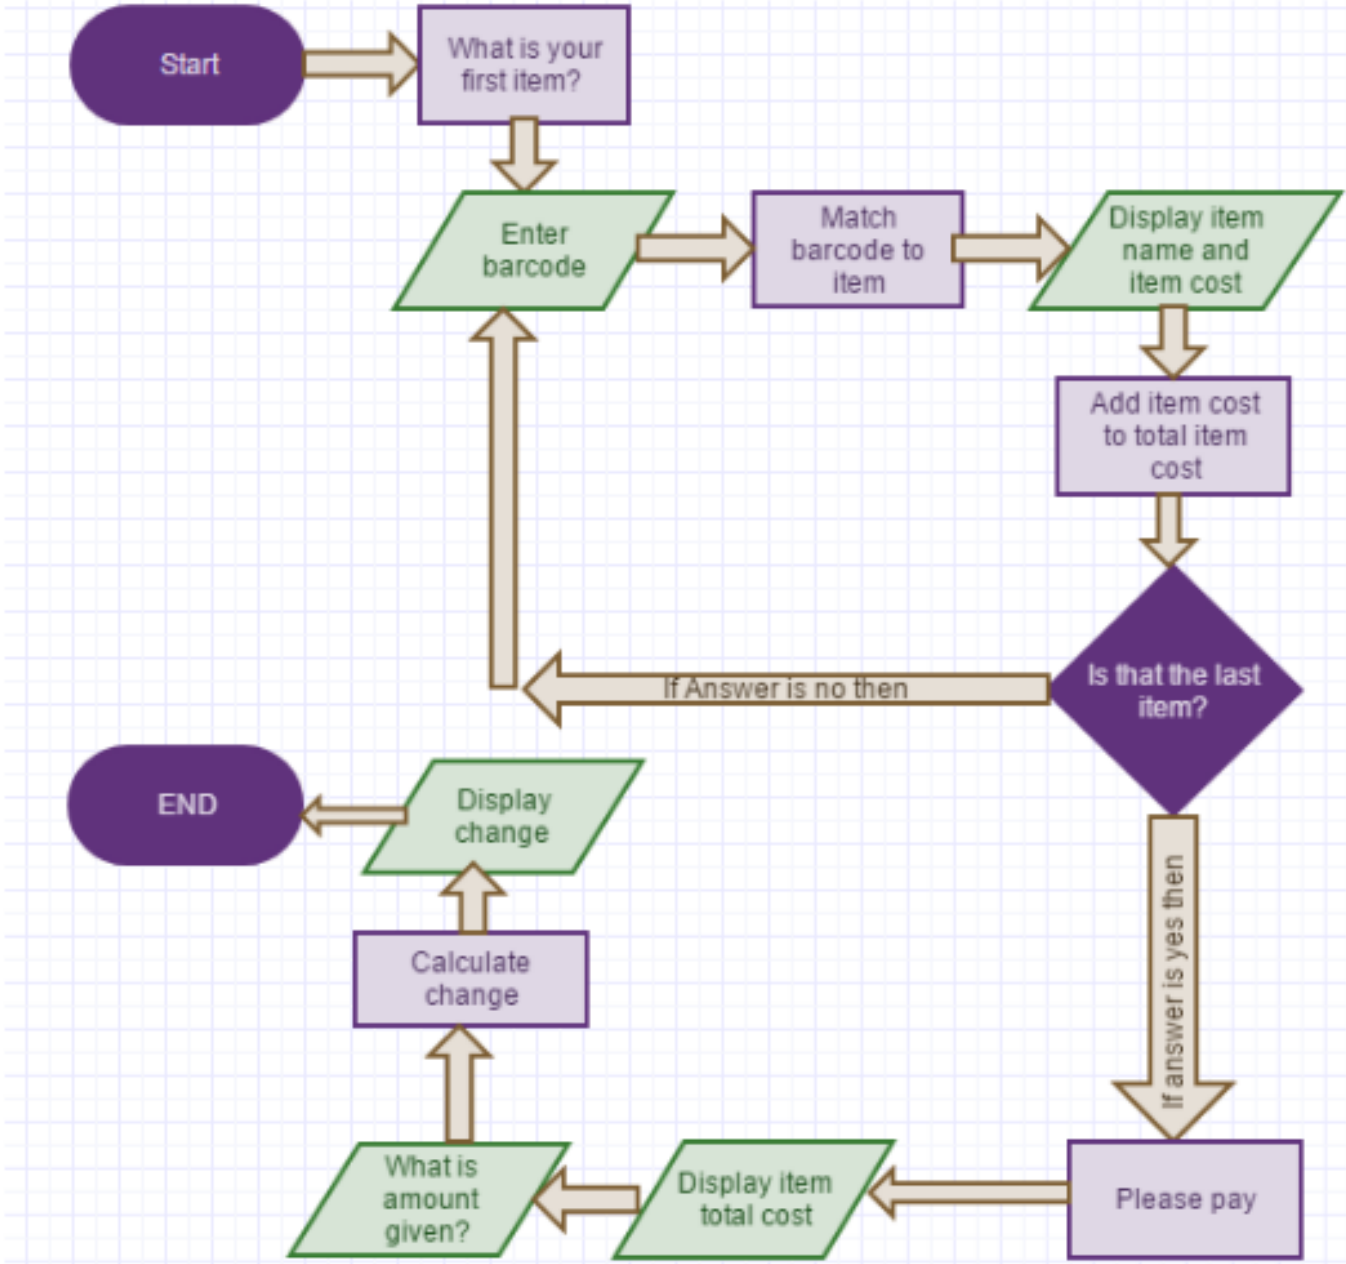 Start
What is your
first item?
Enter
barcode
Match
barcode to
item
Display item
name and
item cost
Add item cost
to total item
cost
Is that the last
item?
If Answer is no then
If answer is yes then
Please pay
Display item
total cost
What is
amount
given?
Calculate
change
Display
change
END